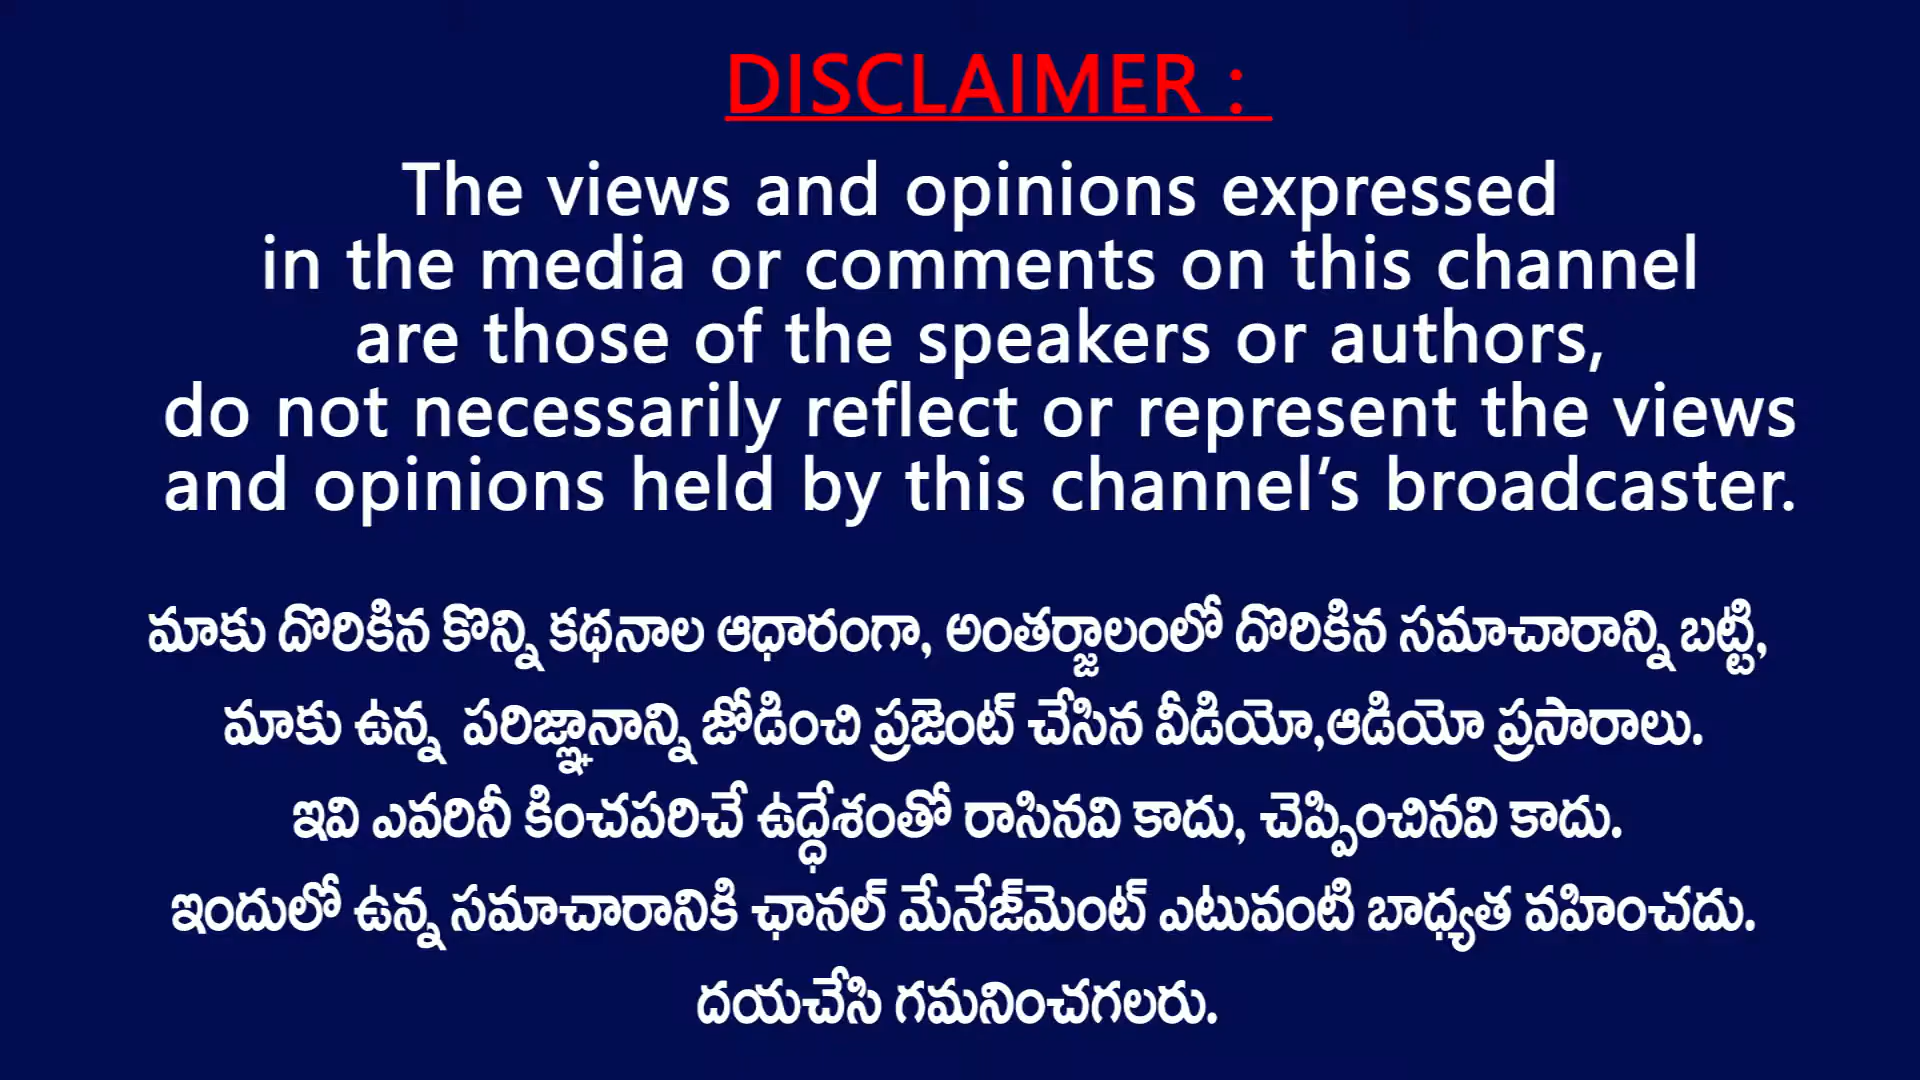 DISCLAIMER :
The views and opinions expressed
in the media or comments on this channel
are those of the speakers or authors,
do not necessarily reflect or represent the views
and opinions held by this channel’s broadcaster.
మాకు దొరికిన కొన్ని కథనాల ఆధారంగా, అంతర్జాలంలో దొరికిన సమాచారాన్ని బట్టి,
మాకు ఉన్న పరిజ్ఞానాన్ని జోడించి ప్రజెంట్ చేసిన వీడియో,ఆడియో ప్రసారాలు.
ఇవి ఎవరినీ కించపరిచే ఉద్ధేశంతో రాసినవి కాదు, చెప్పించినవి కాదు.
ఇందులో ఉన్న సమాచారానికి ఛానల్ మేనేజ్‌మెంట్ ఎటువంటి బాధ్యత వహించదు.
దయచేసి గమనించగలరు.